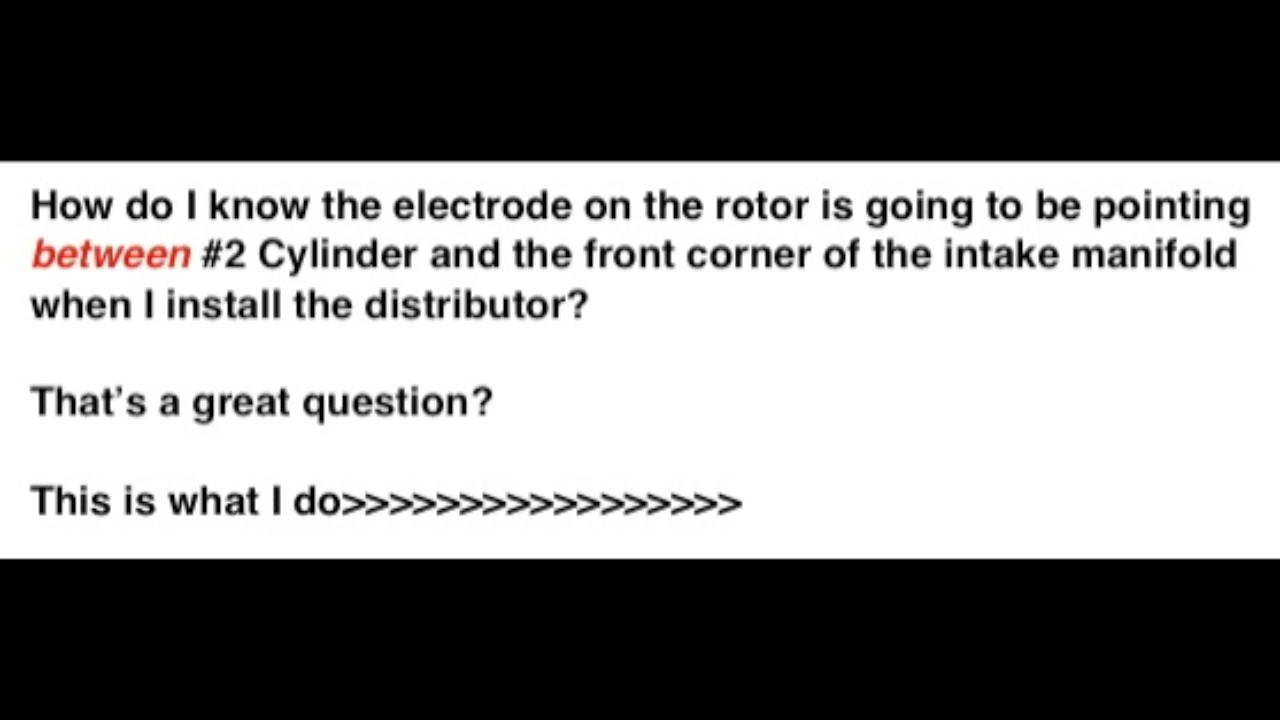 How do I know the electrode on the rotor is going to be pointing
between #2 Cylinder and the front corner of the intake manifold
when I install the distributor?
That's a great question?
This is what I do>>>>>>>>>>>>>>>>>